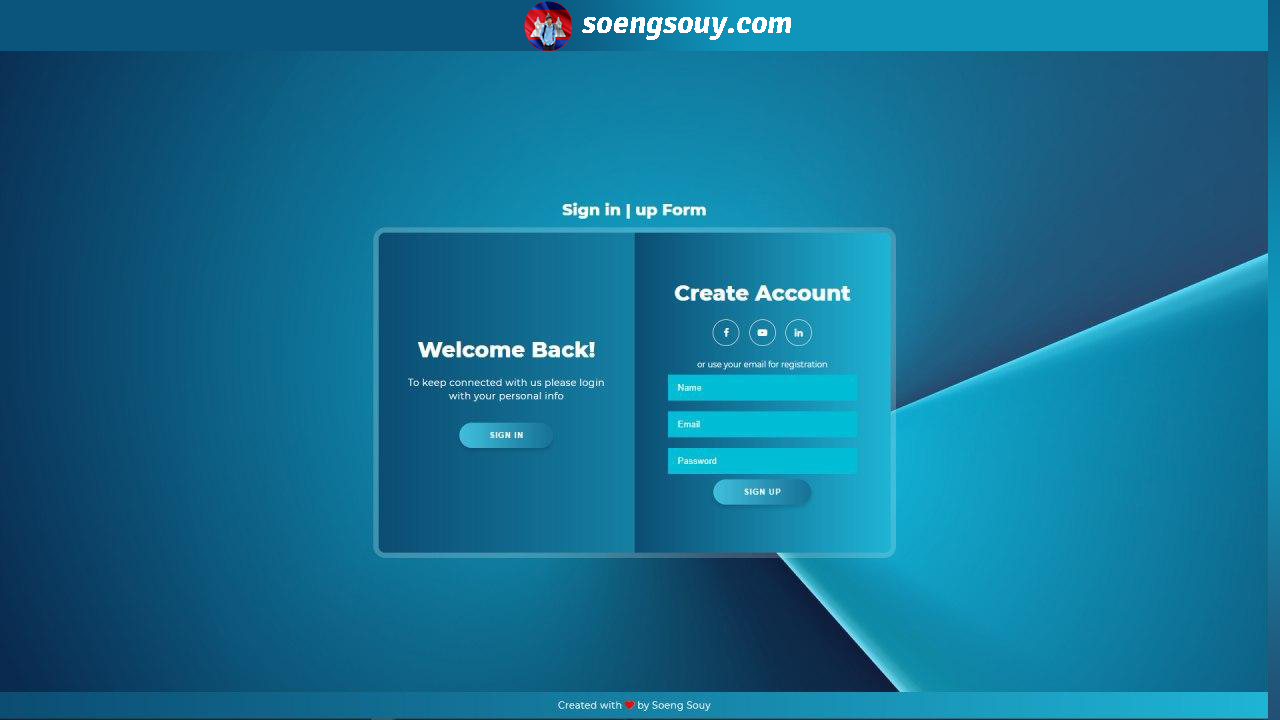 soengsouy.com
Sign in | up Form
Welcome Back!
To keep connected with us please login
with your personal info
SIGN IN
Create Account
or use your email for registration
Name
Email
Password
SIGN UP
Created with ❤ by Soeng Souy